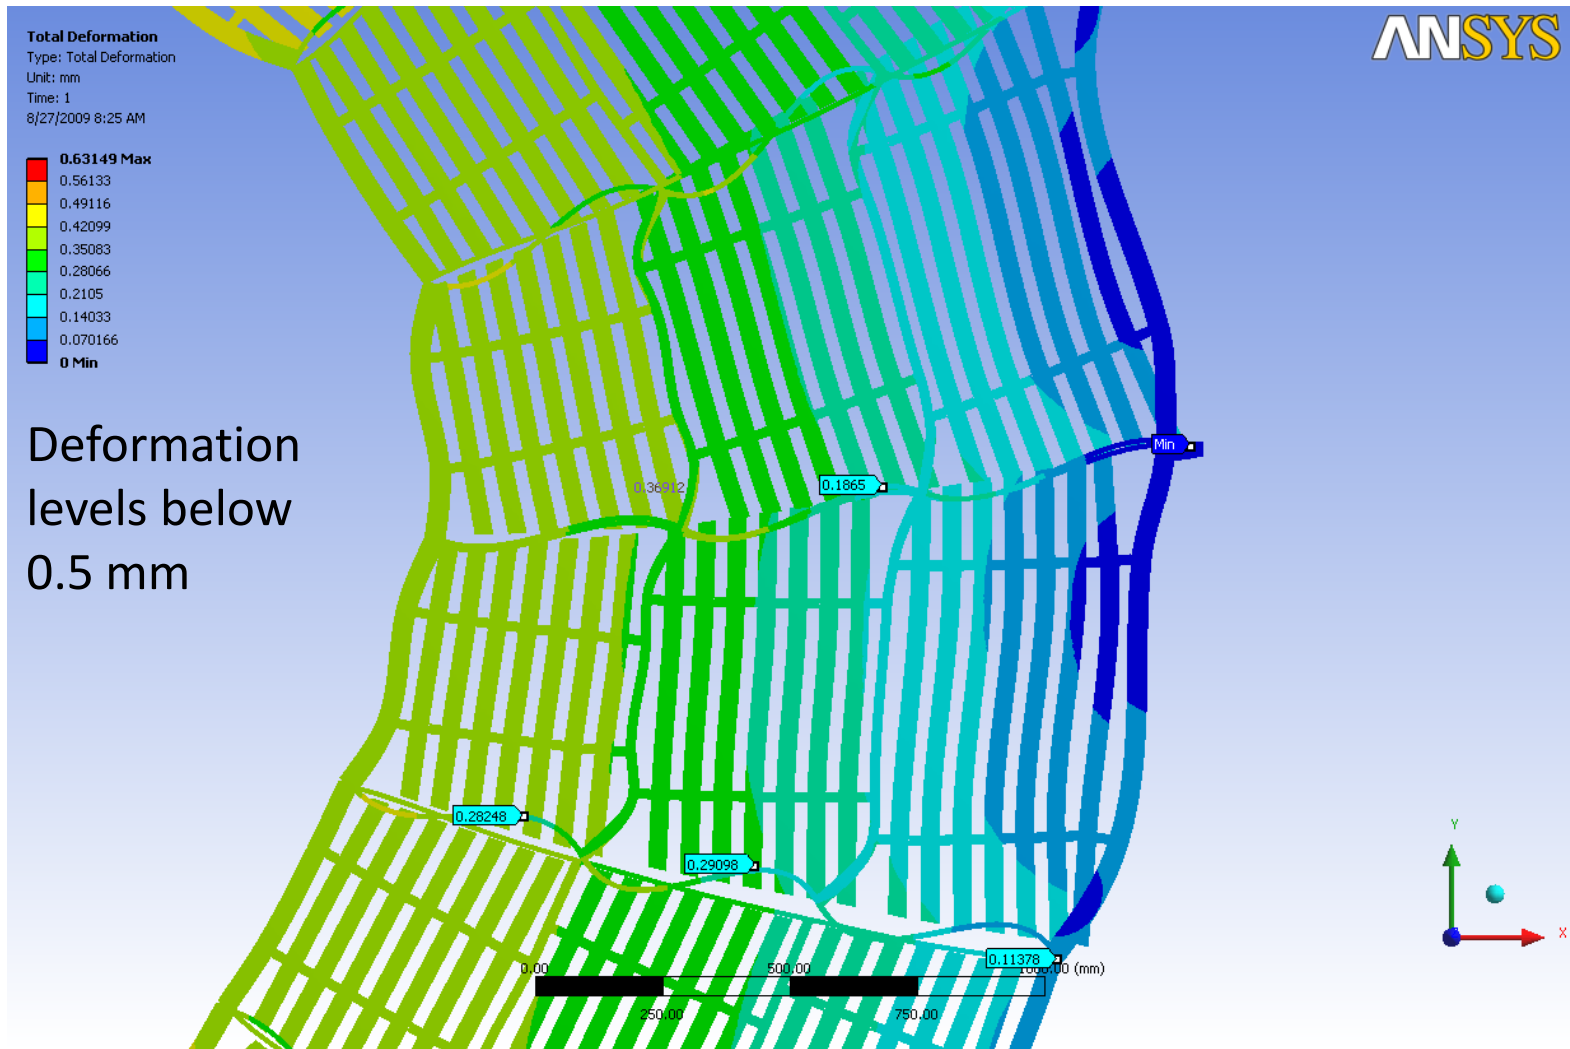 Total Deformation
Type: Total Deformation
Unit: mm
Time: 1
8/27/2009 8:25 AM
ANSYS
0.63149 Max
0.56133
0.49116
0.42099
0.35083
0.28066
0.2105
0.14033
0.070166
0 Min
Deformation
levels below
0.5 mm
Min
0.36912
0.1865
0.28248
0.29098
0.11378
0.00
500.00
1000.00 (mm)
250.00
750.00
Y
X